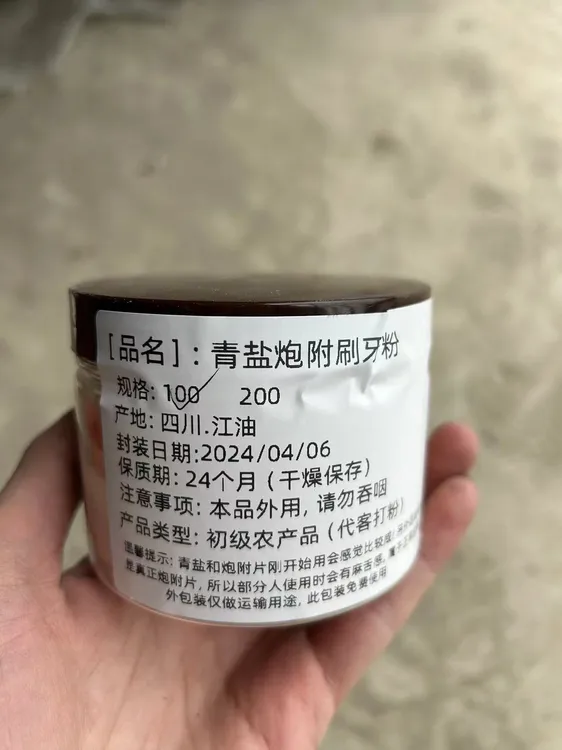 [品名]：青盐炮附刷牙粉
规格: 100 200
产地: 四川.江油
封装日期:2024/04/06
保质期: 24个月（干燥保存）
注意事项: 本品外用, 请勿吞咽
产品类型: 初级农产品（代客打粉）
温馨提示: 青盐和炮附片刚开始用会感觉比较咸!
是真正炮附片, 所以部分人使用时会有麻舌感,
外包装仅做运输用途, 此包装免费使用